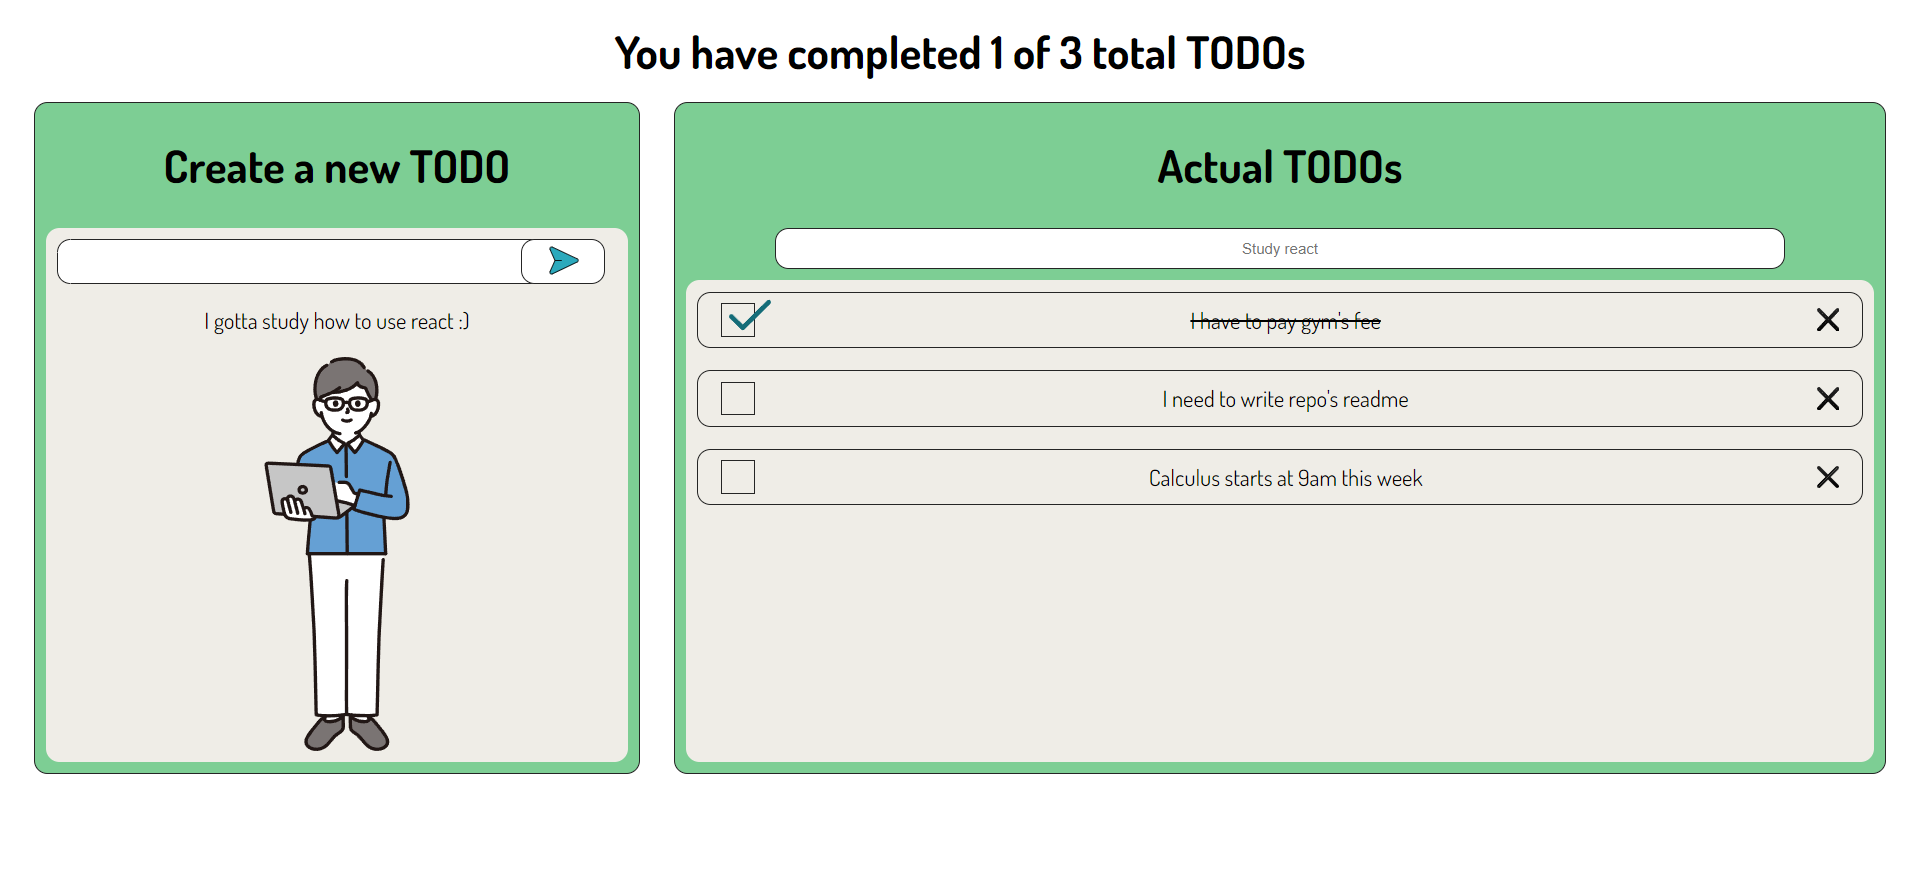 You have completed 1 of 3 total TODOs
Create a new TODO
I gotta study how to use react :)
Actual TODOs
Study react
I have to pay gym's fee
I need to write repo's readme
Calculus starts at 9am this week